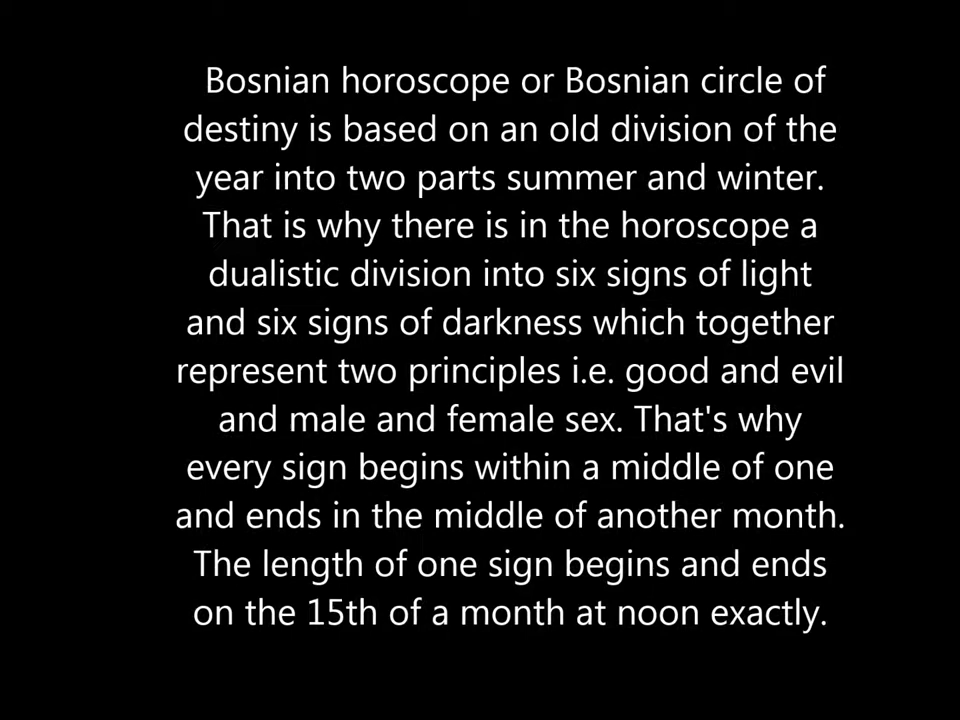 Bosnian horoscope or Bosnian circle of
destiny is based on an old division of the
year into two parts summer and winter.
That is why there is in the horoscope a
dualistic division into six signs of light
and six signs of darkness which together
represent two principles i.e. good and evil
and male and female sex. That's why
every sign begins within a middle of one
and ends in the middle of another month.
The length of one sign begins and ends
on the 15th of a month at noon exactly.